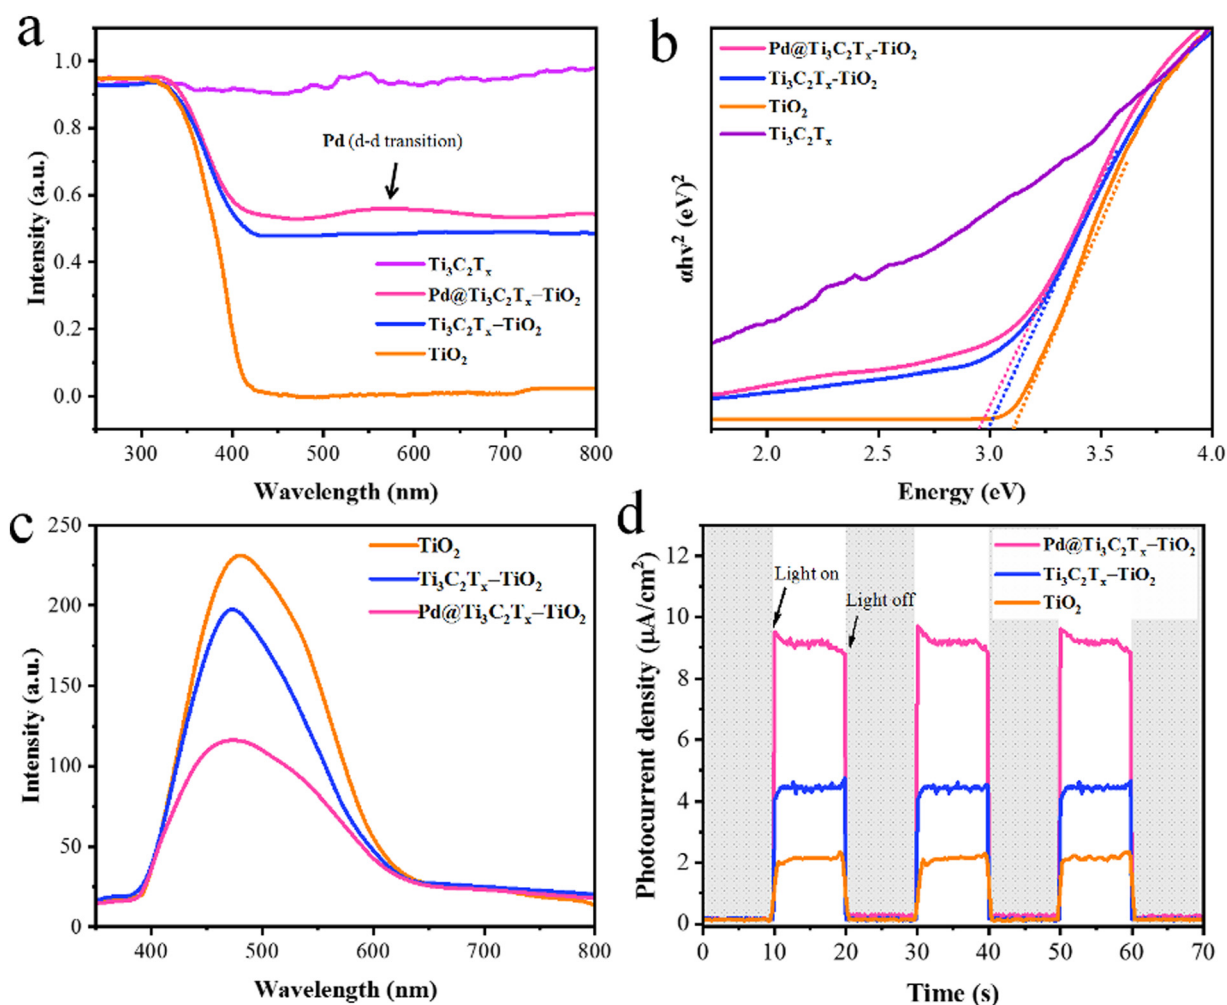 a
Intensity (a.u.)
1.0
0.8
0.6
0.4
0.2
0.0
Pd (d-d transition)
Ti₃C₂Tₓ
Pd@Ti₃C₂Tₓ–TiO₂
Ti₃C₂Tₓ–TiO₂
TiO₂
300 400 500 600 700 800
Wavelength (nm)
b
αhv² (eV)²
Pd@Ti₃C₂Tₓ-TiO₂
Ti₃C₂Tₓ-TiO₂
TiO₂
Ti₃C₂Tₓ
2.0 2.5 3.0 3.5 4.0
Energy (eV)
c
Intensity (a.u.)
250
200
150
100
50
0
TiO₂
Ti₃C₂Tₓ–TiO₂
Pd@Ti₃C₂Tₓ–TiO₂
400 500 600 700 800
Wavelength (nm)
d
Photocurrent density (µA/cm²)
12
10
8
6
4
2
0
Pd@Ti₃C₂Tₓ–TiO₂
Ti₃C₂Tₓ–TiO₂
TiO₂
Light on
Light off
0 10 20 30 40 50 60 70
Time (s)